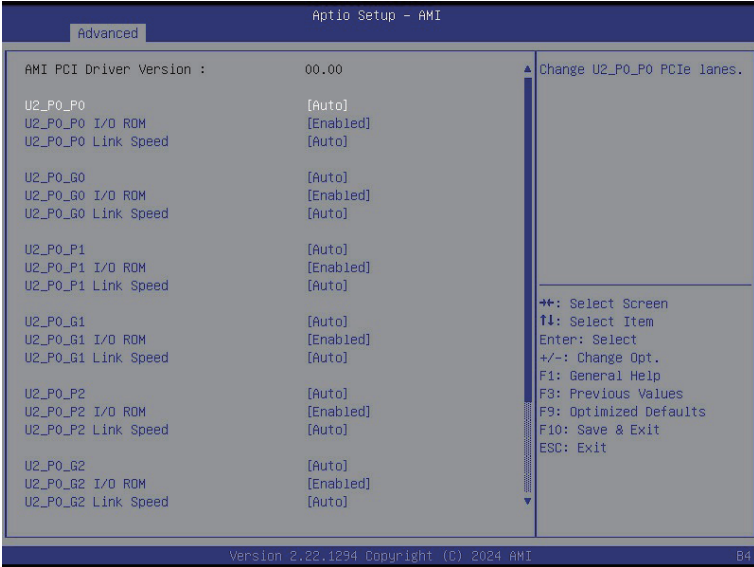 Aptio Setup - AMI
Advanced
AMI PCI Driver Version : 00.00
U2_P0_P0 [Auto]
U2_P0_P0 I/O ROM [Enabled]
U2_P0_P0 Link Speed [Auto]
U2_P0_G0 [Auto]
U2_P0_G0 I/O ROM [Enabled]
U2_P0_G0 Link Speed [Auto]
U2_P0_P1 [Auto]
U2_P0_P1 I/O ROM [Enabled]
U2_P0_P1 Link Speed [Auto]
U2_P0_G1 [Auto]
U2_P0_G1 I/O ROM [Enabled]
U2_P0_G1 Link Speed [Auto]
U2_P0_P2 [Auto]
U2_P0_P2 I/O ROM [Enabled]
U2_P0_P2 Link Speed [Auto]
U2_P0_G2 [Auto]
U2_P0_G2 I/O ROM [Enabled]
U2_P0_G2 Link Speed [Auto]
Change U2_P0_P0 PCIe lanes.
→←: Select Screen
↑↓: Select Item
Enter: Select
+/-: Change Opt.
F1: General Help
F3: Previous Values
F9: Optimized Defaults
F10: Save & Exit
ESC: Exit
Version 2.22.1294 Copyright (C) 2024 AMI
B4